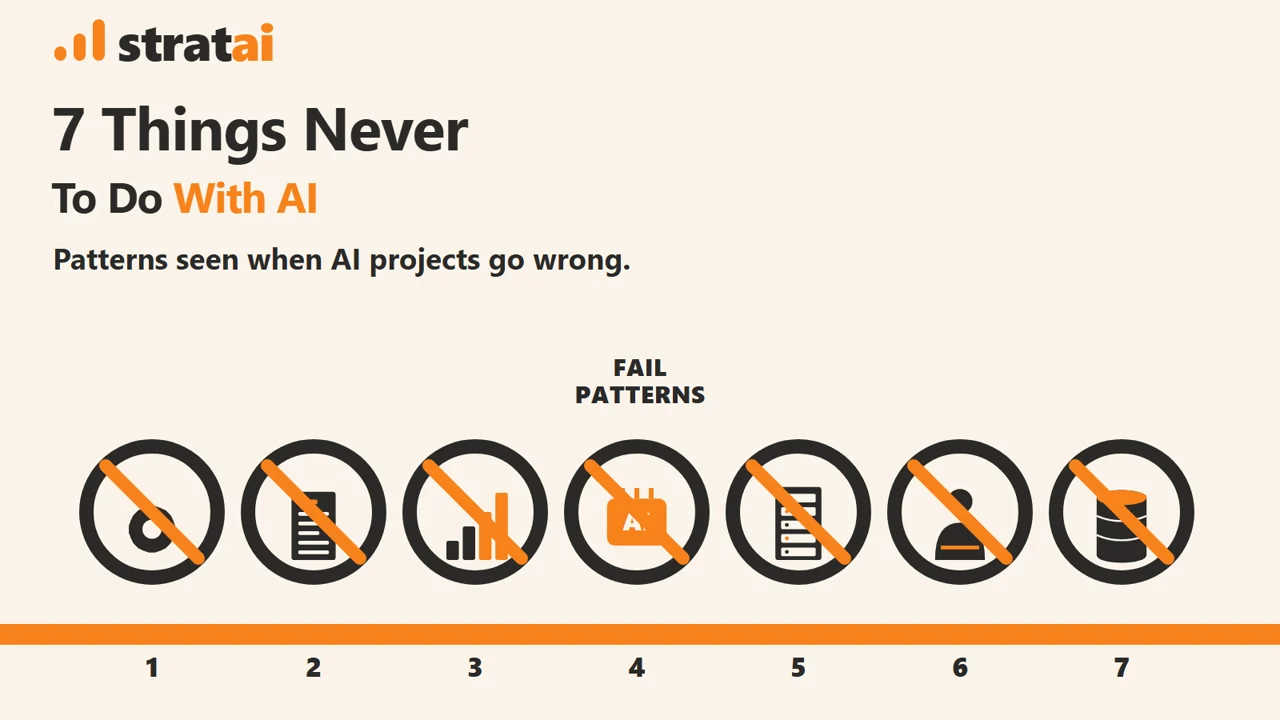 stratai
7 Things Never
To Do With AI
Patterns seen when AI projects go wrong.
FAIL
PATTERNS
1 2 3 4 5 6 7